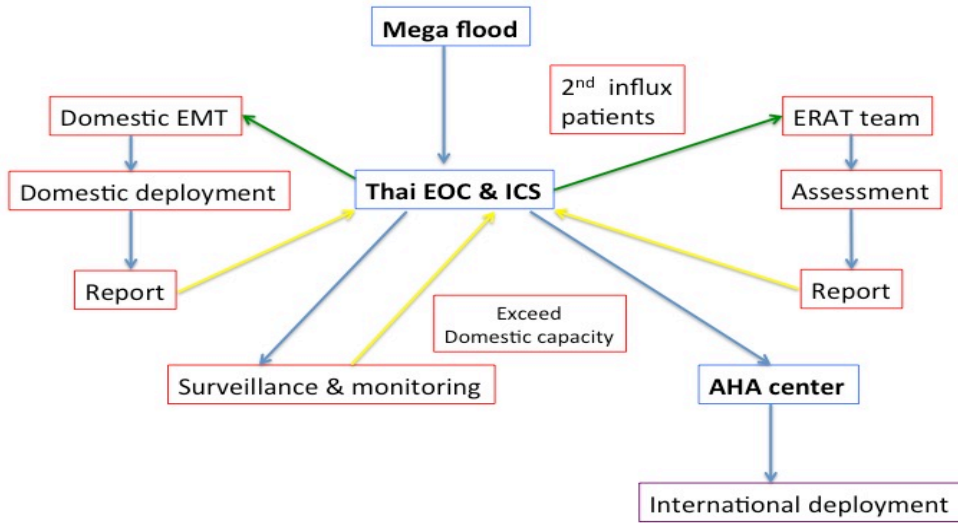 Mega flood
2nd influx
patients
Domestic EMT
ERAT team
Domestic deployment
Thai EOC & ICS
Assessment
Report
Report
Exceed
Domestic capacity
Surveillance & monitoring
AHA center
International deployment